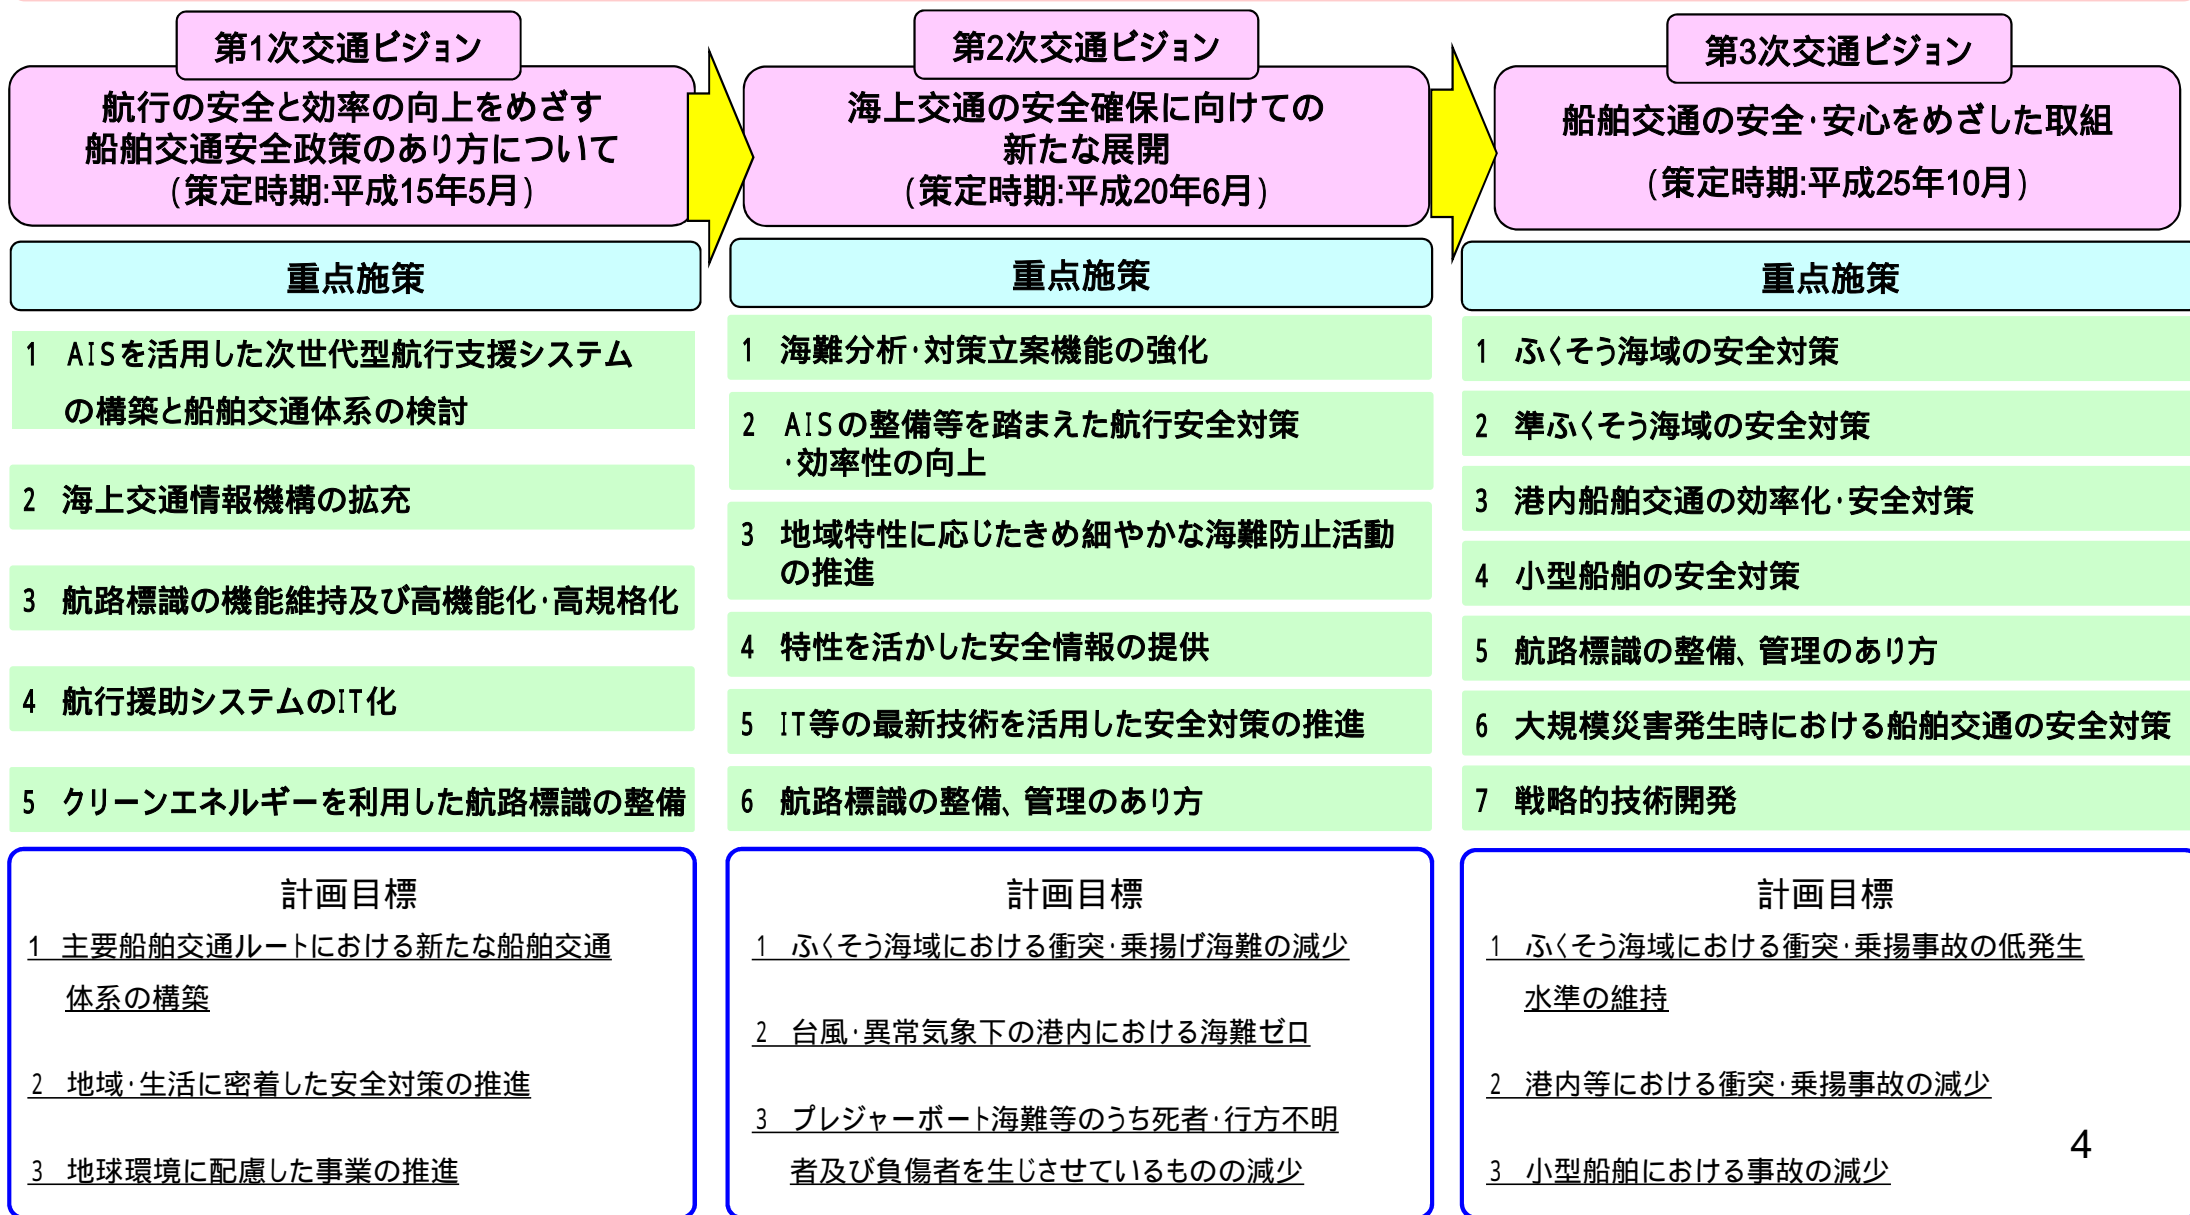 第1次交通ビジョン
航行の安全と効率の向上をめざす
船舶交通安全政策のあり方について
(策定時期:平成15年5月)
重点施策
1 AISを活用した次世代型航行支援システム
の構築と船舶交通体系の検討
2 海上交通情報機構の拡充
3 航路標識の機能維持及び高機能化・高規格化
4 航行援助システムのIT化
5 クリーンエネルギーを利用した航路標識の整備
計画目標
1 主要船舶交通ルートにおける新たな船舶交通
体系の構築
2 地域・生活に密着した安全対策の推進
3 地球環境に配慮した事業の推進
第2次交通ビジョン
海上交通の安全確保に向けての
新たな展開
(策定時期:平成20年6月)
重点施策
1 海難分析・対策立案機能の強化
2 AISの整備等を踏まえた航行安全対策
・効率性の向上
3 地域特性に応じたきめ細やかな海難防止活動
の推進
4 特性を活かした安全情報の提供
5 IT等の最新技術を活用した安全対策の推進
6 航路標識の整備、管理のあり方
計画目標
1 ふくそう海域における衝突・乗揚げ海難の減少
2 台風・異常気象下の港内における海難ゼロ
3 プレジャーボート海難等のうち死者・行方不明
者及び負傷者を生じさせているものの減少
第3次交通ビジョン
船舶交通の安全・安心をめざした取組
(策定時期:平成25年10月)
重点施策
1 ふくそう海域の安全対策
2 準ふくそう海域の安全対策
3 港内船舶交通の効率化・安全対策
4 小型船舶の安全対策
5 航路標識の整備、管理のあり方
6 大規模災害発生時における船舶交通の安全対策
7 戦略的技術開発
計画目標
1 ふくそう海域における衝突・乗揚事故の低発生
水準の維持
2 港内等における衝突・乗揚事故の減少
3 小型船舶における事故の減少
4